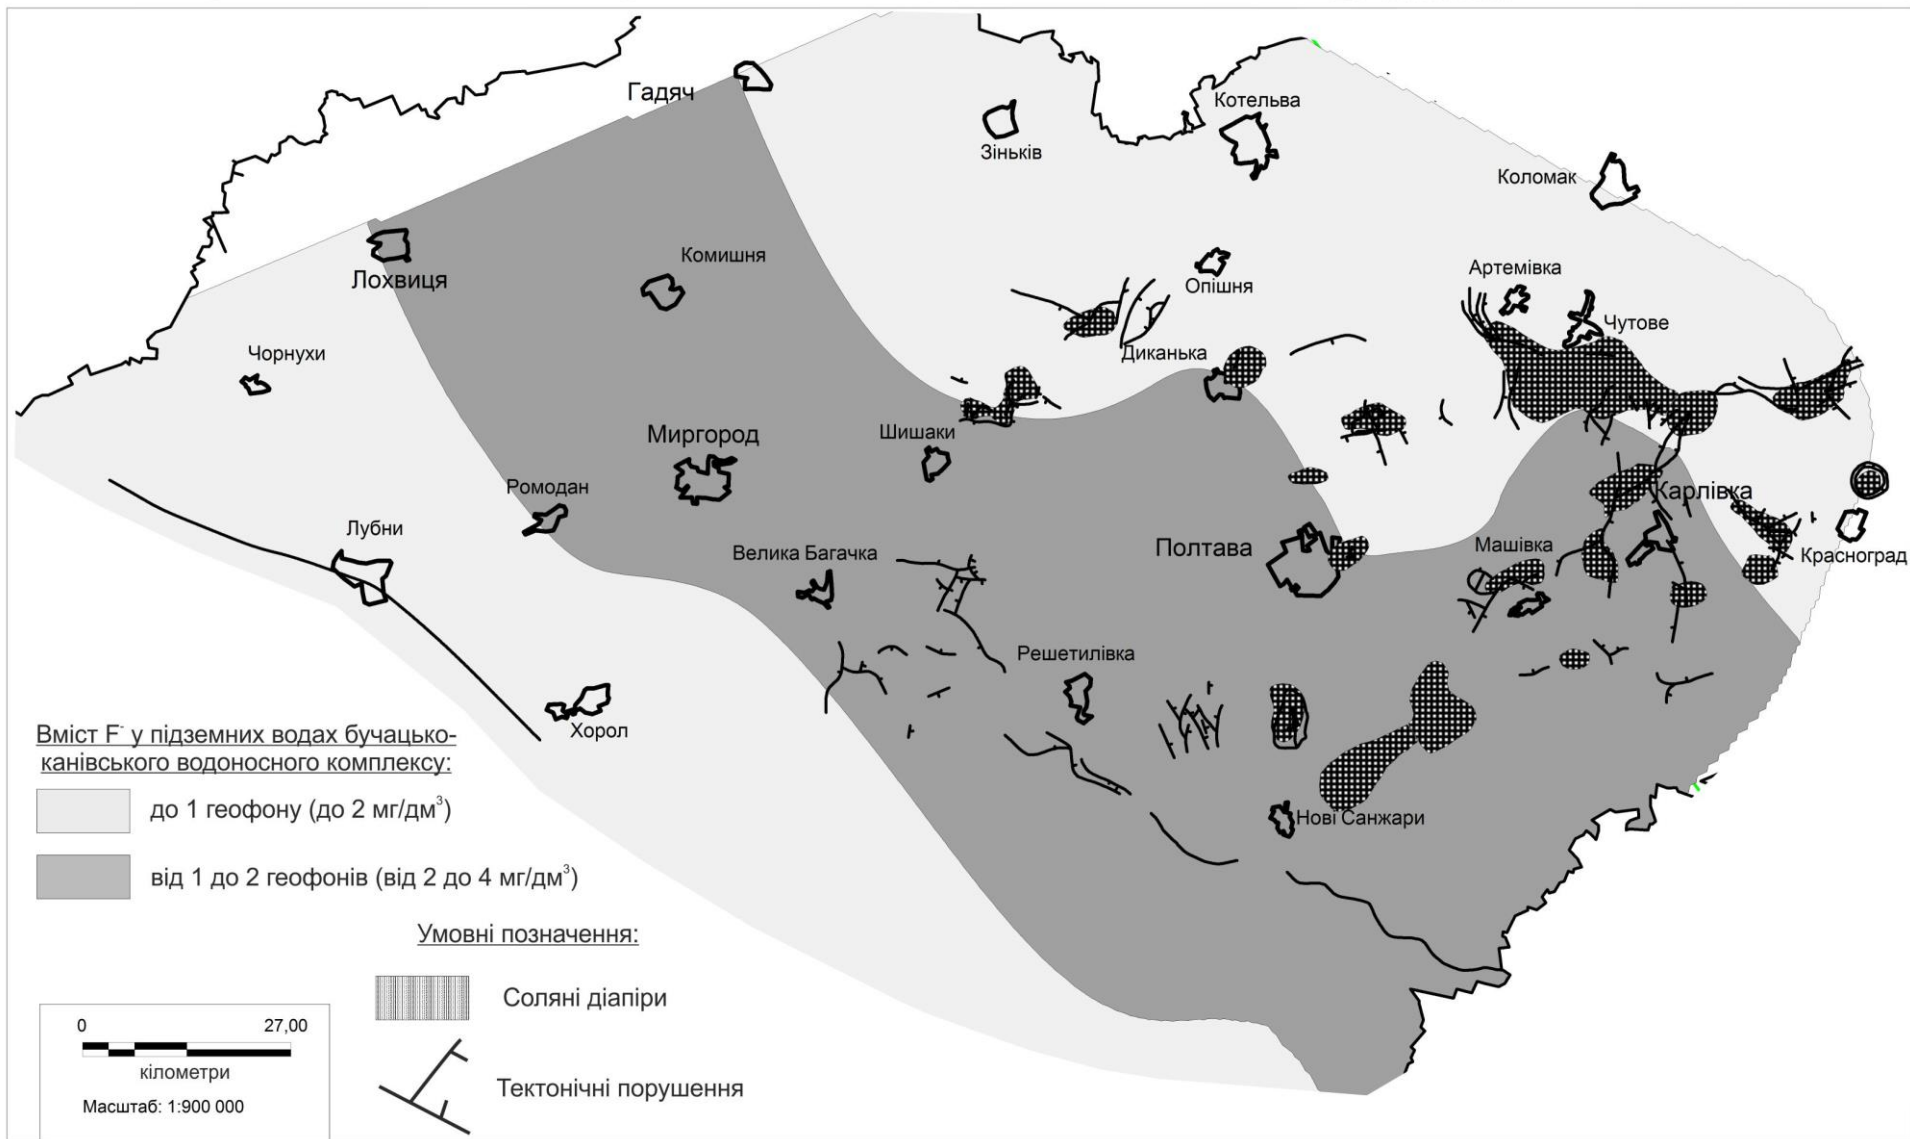 Гадяч
Котельва
Зіньків
Коломак
Комишня
Лохвиця
Опішня
Артемівка
Чутове
Чорнухи
Диканька
Миргород
Шишаки
Ромодан
Карлівка
Лубни
Велика Багачка
Полтава
Машівка
Красноград
Решетилівка
Хорол
Нові Санжари
Вміст F⁻ у підземних водах бучацько-
канівського водоносного комплексу:
до 1 геофону (до 2 мг/дм³)
від 1 до 2 геофонів (від 2 до 4 мг/дм³)
Умовні позначення:
Соляні діапіри
Тектонічні порушення
0 27,00
кілометри
Масштаб: 1:900 000